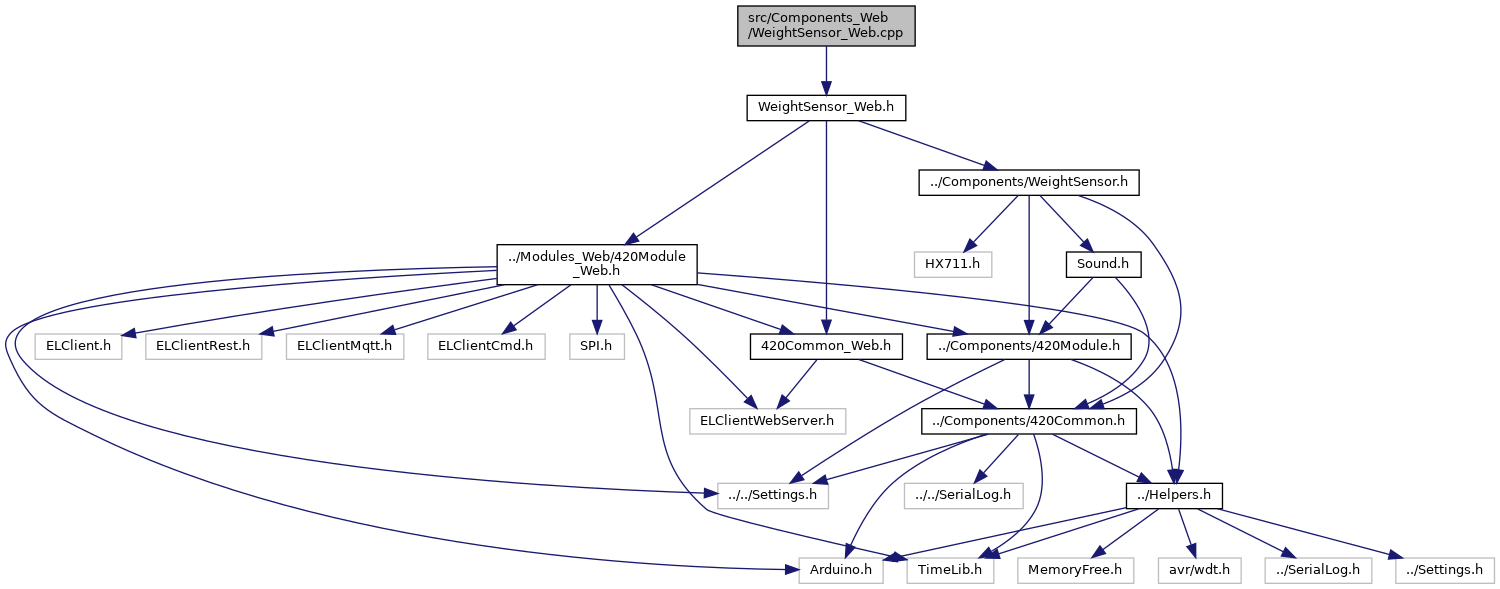 src/Components_Web
/WeightSensor_Web.cpp
WeightSensor_Web.h
../Components/WeightSensor.h
../Modules_Web/420Module
_Web.h
HX711.h
Sound.h
ELClient.h
ELClientRest.h
ELClientMqtt.h
ELClientCmd.h
SPI.h
420Common_Web.h
../Components/420Module.h
ELClientWebServer.h
../Components/420Common.h
../../Settings.h
../../SerialLog.h
../Helpers.h
Arduino.h
TimeLib.h
MemoryFree.h
avr/wdt.h
../SerialLog.h
../Settings.h